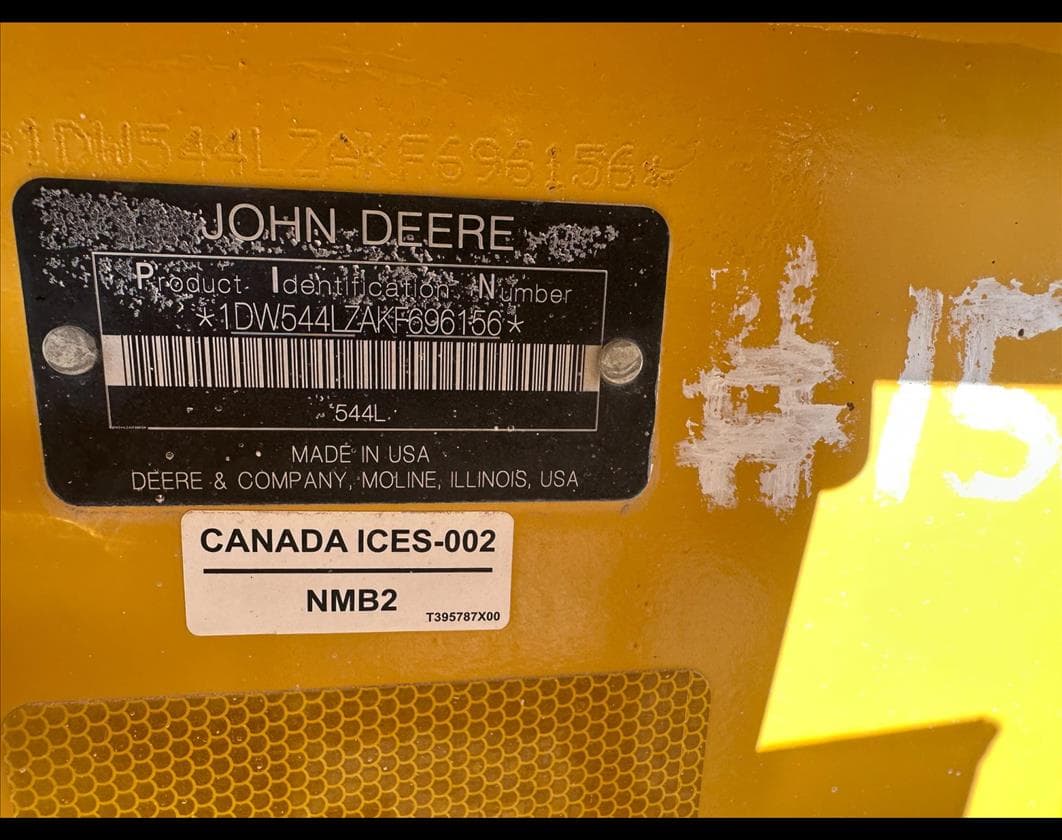 *1DW544LZAKF696156*
JOHN DEERE
Product Identification Number
*1DW544LZAKF696156*
544L
MADE IN USA
DEERE & COMPANY, MOLINE, ILLINOIS, USA
CANADA ICES-002
NMB2
T395787X00
#15